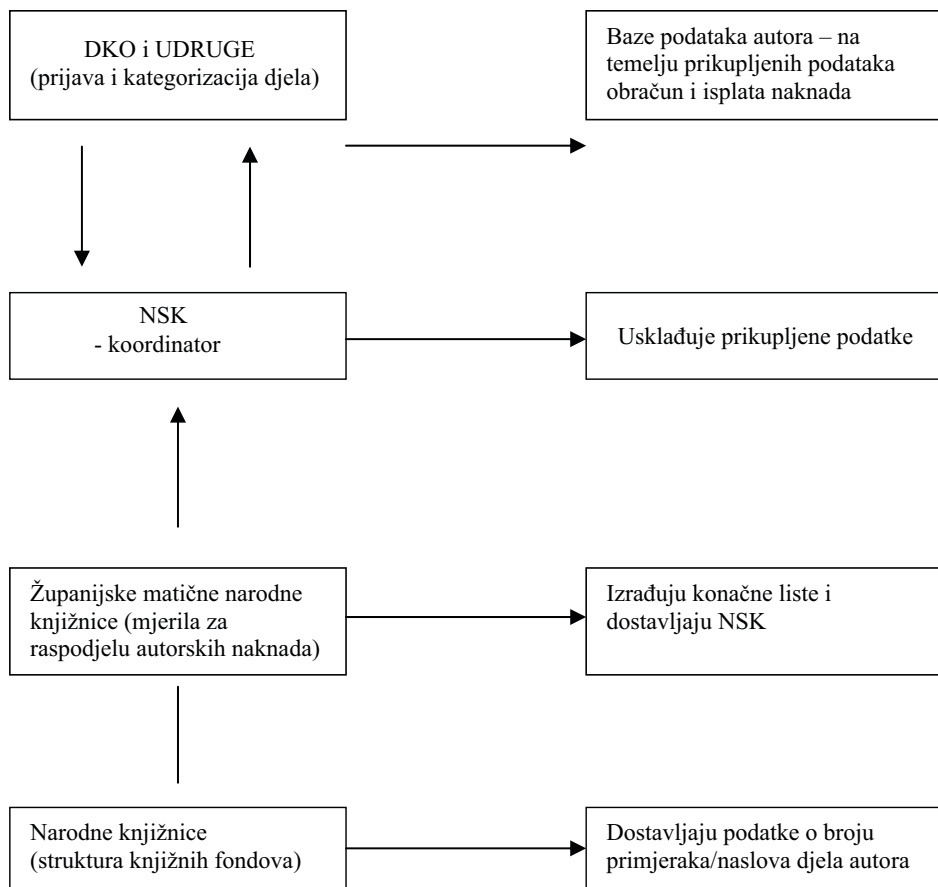 DKO i UDRUGE
(prijava i kategorizacija djela)
Baze podataka autora – na
temelju prikupljenih podataka
obračun i isplata naknada
NSK
- koordinator
Usklađuje prikupljene podatke
Županijske matične narodne
knjižnice (mjerila za
raspodjelu autorskih naknada)
Izrađuju konačne liste i
dostavljaju NSK
Narodne knjižnice
(struktura knjižnih fondova)
Dostavljaju podatke o broju
primjeraka/naslova djela autora